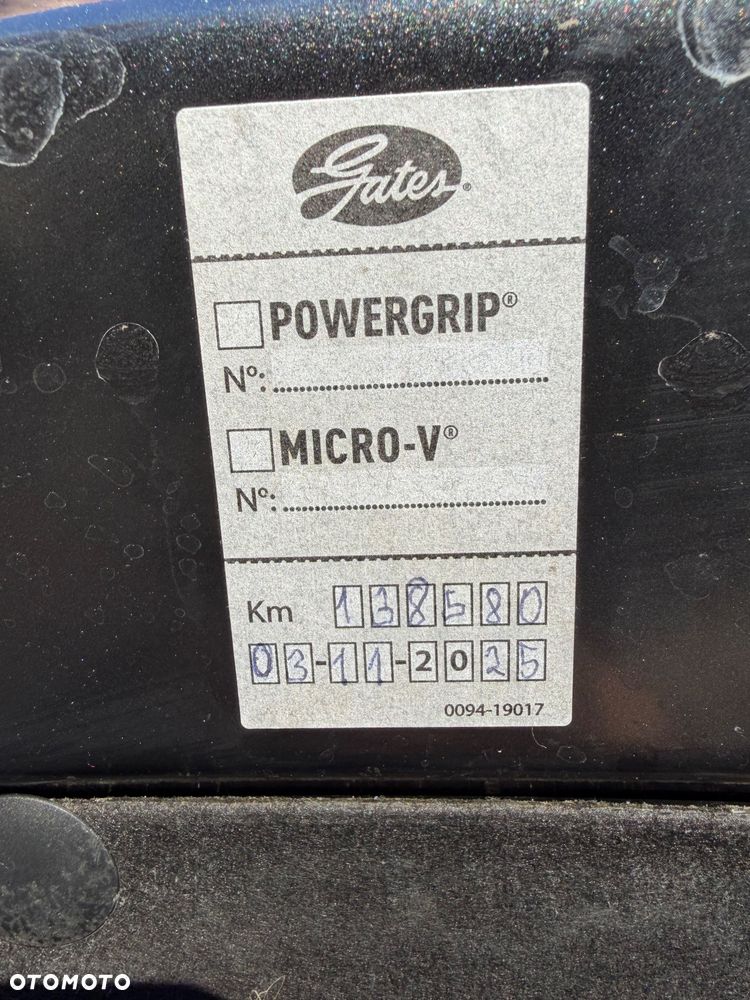 Gates®
POWERGRIP®
Nº:
MICRO-V®
Nº:
Km 138580
03-11-2025
0094-19017
OTOMOTO